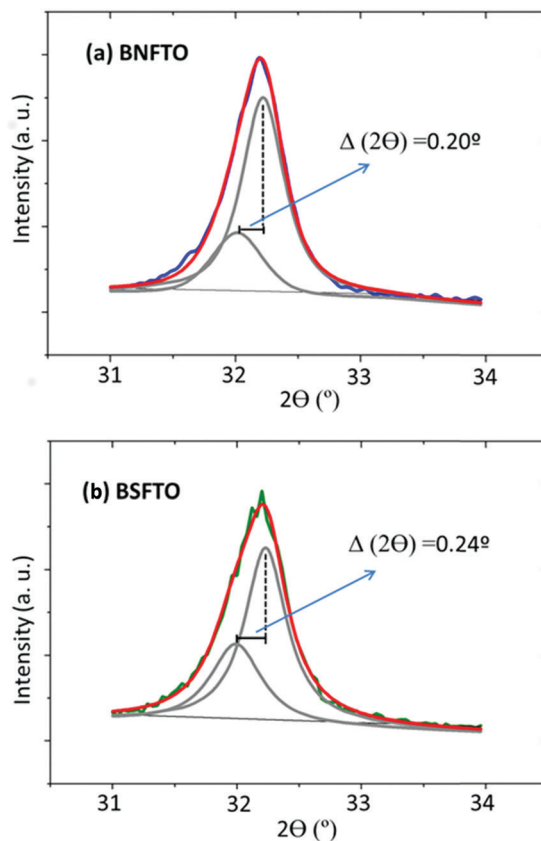 (a) BNFTO
Δ (2Θ) =0.20º
Intensity (a. u.)
31 32 33 34
2Θ (º)
(b) BSFTO
Δ (2Θ) =0.24º
Intensity (a. u.)
31 32 33 34
2Θ (º)